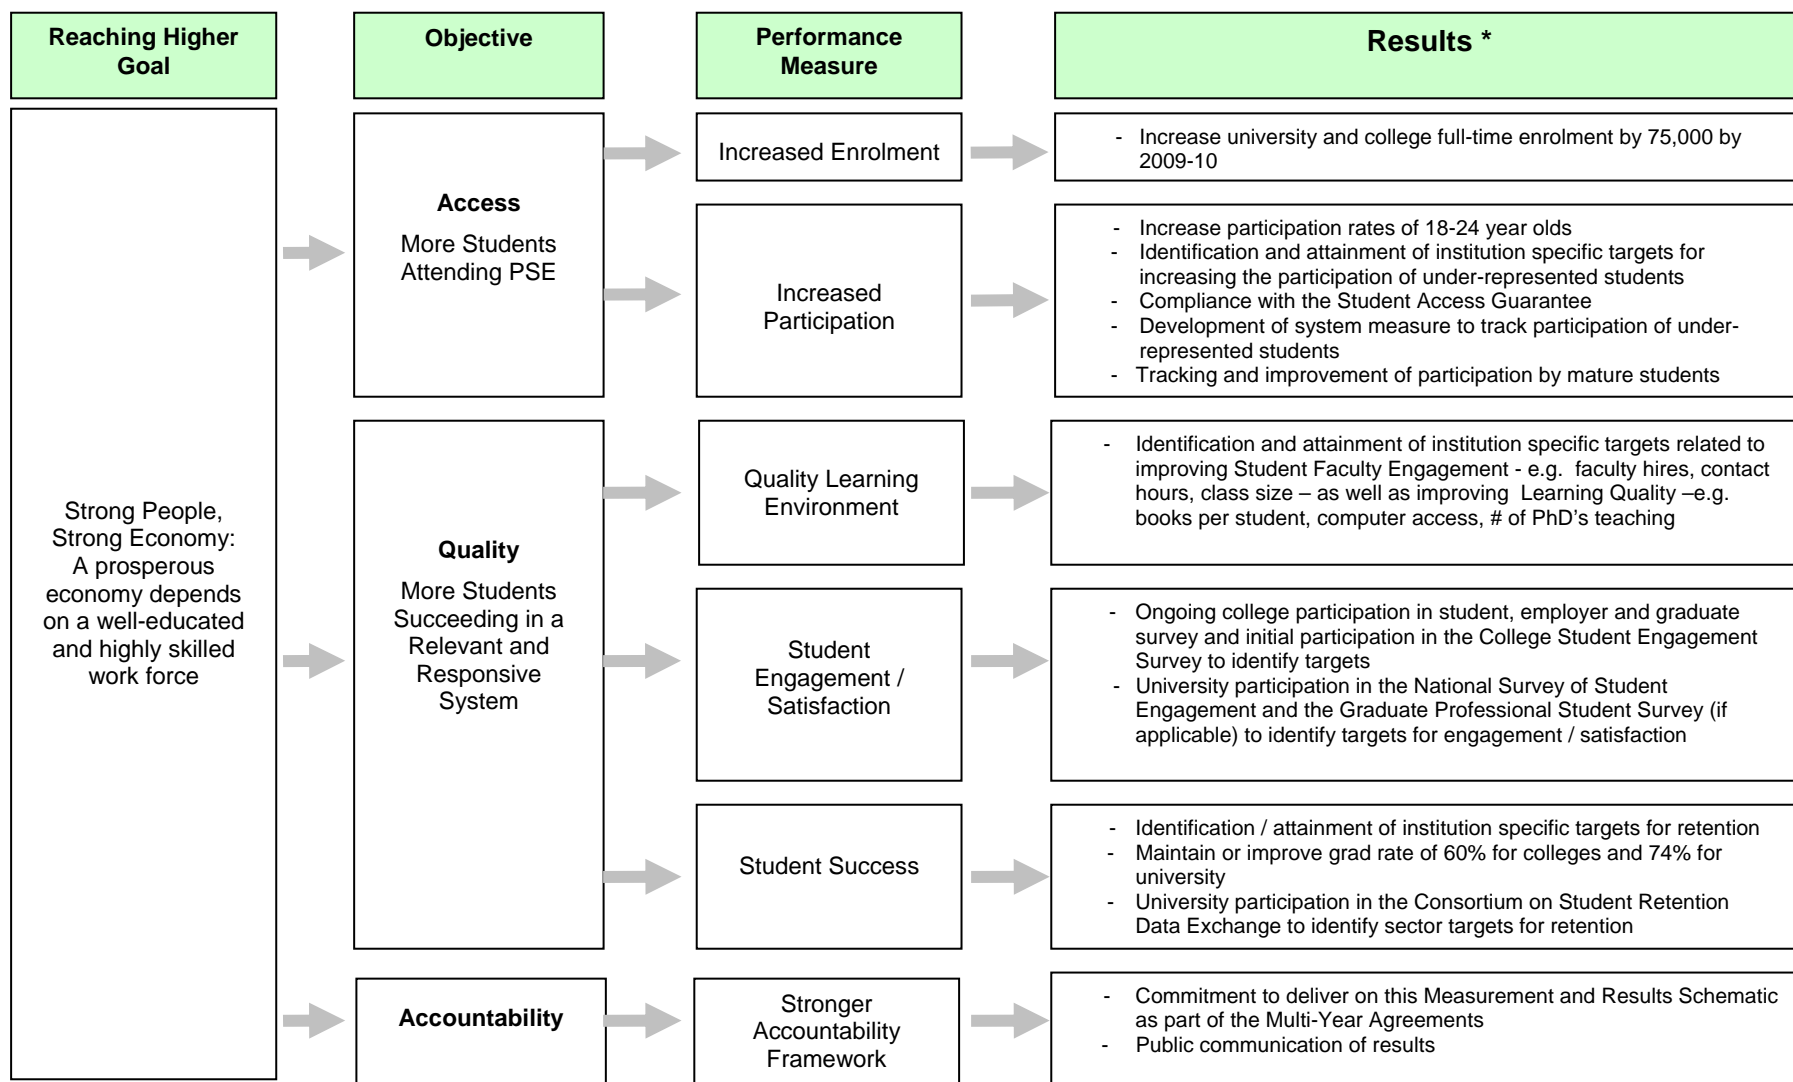 Reaching Higher
Goal
Objective
Performance
Measure
Results *
Strong People,
Strong Economy:
A prosperous
economy depends
on a well-educated
and highly skilled
work force
Access
More Students
Attending PSE
Increased Enrolment
- Increase university and college full-time enrolment by 75,000 by
2009-10
Increased
Participation
- Increase participation rates of 18-24 year olds
- Identification and attainment of institution specific targets for
increasing the participation of under-represented students
- Compliance with the Student Access Guarantee
- Development of system measure to track participation of under-
represented students
- Tracking and improvement of participation by mature students
Quality
More Students
Succeeding in a
Relevant and
Responsive
System
Quality Learning
Environment
- Identification and attainment of institution specific targets related to
improving Student Faculty Engagement - e.g. faculty hires, contact
hours, class size – as well as improving Learning Quality –e.g.
books per student, computer access, # of PhD's teaching
Student
Engagement /
Satisfaction
- Ongoing college participation in student, employer and graduate
survey and initial participation in the College Student Engagement
Survey to identify targets
- University participation in the National Survey of Student
Engagement and the Graduate Professional Student Survey (if
applicable) to identify targets for engagement / satisfaction
Student Success
- Identification / attainment of institution specific targets for retention
- Maintain or improve grad rate of 60% for colleges and 74% for
university
- University participation in the Consortium on Student Retention
Data Exchange to identify sector targets for retention
Accountability
Stronger
Accountability
Framework
- Commitment to deliver on this Measurement and Results Schematic
as part of the Multi-Year Agreements
- Public communication of results